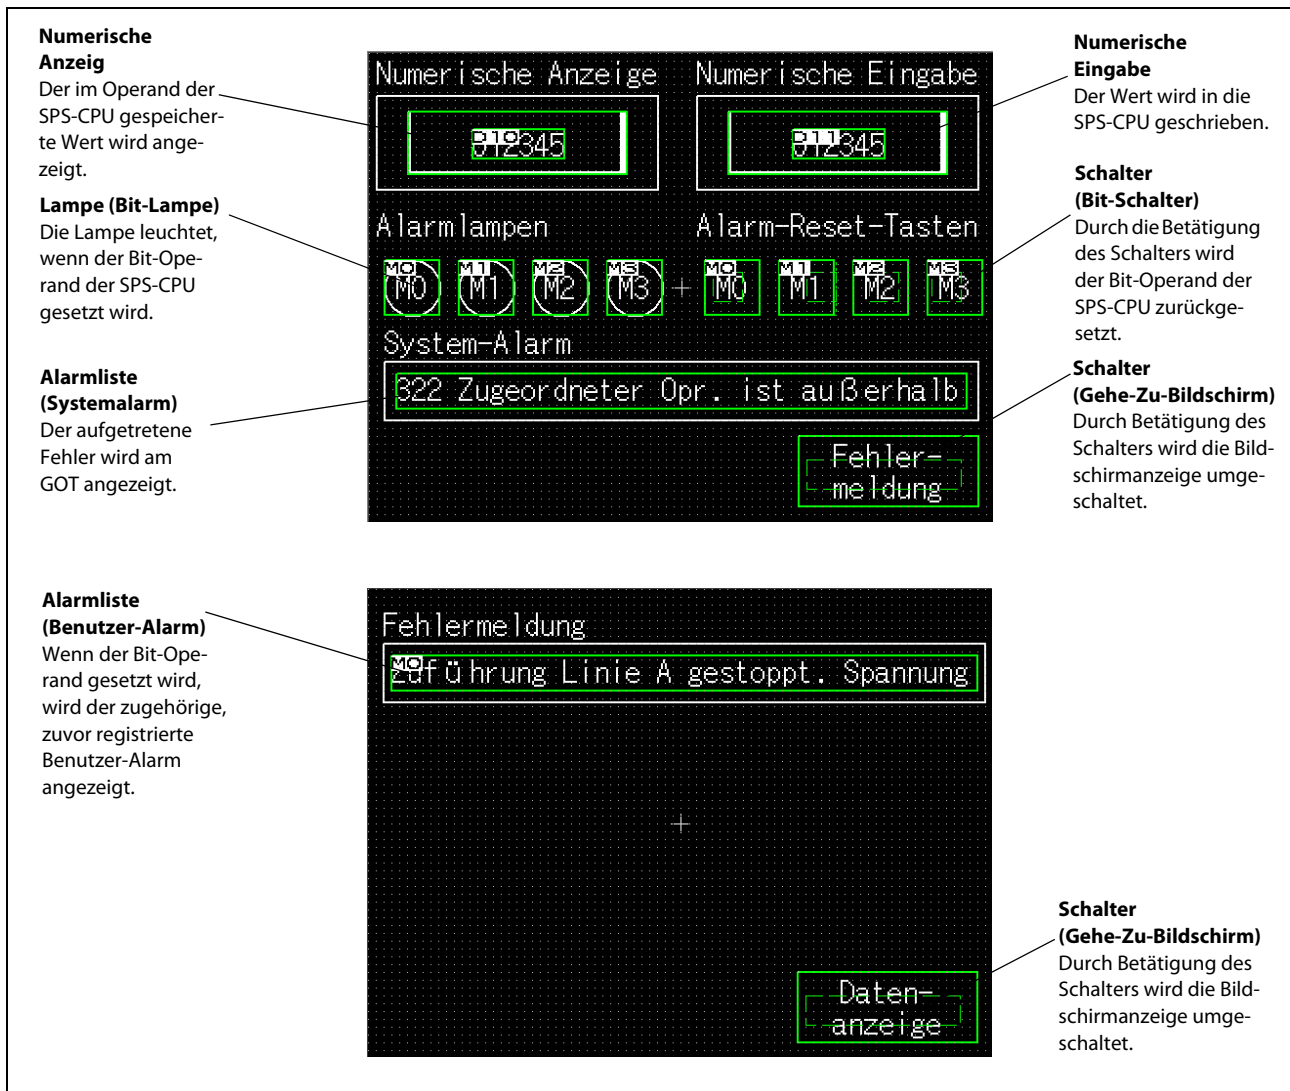 Numerische
Anzeig
Der im Operand der
SPS-CPU gespeicher-
te Wert wird ange-
zeigt.
Lampe (Bit-Lampe)
Die Lampe leuchtet,
wenn der Bit-Ope-
rand der SPS-CPU
gesetzt wird.
Alarmliste
(Systemalarm)
Der aufgetretene
Fehler wird am
GOT angezeigt.
Numerische Anzeige
Numerische Eingabe
D10
012345
D11
012345
Alarmlampen
Alarm-Reset-Tasten
M0 M1 M2 M3 M0 M1 M2 M3
M0 M1 M2 M3 M0 M1 M2 M3
System-Alarm
322 Zugeordneter Opr. ist außerhalb
Fehler-
meldung
Numerische
Eingabe
Der Wert wird in die
SPS-CPU geschrieben.
Schalter
(Bit-Schalter)
Durch die Betätigung
des Schalters wird
der Bit-Operand der
SPS-CPU zurückge-
setzt.
Schalter
(Gehe-Zu-Bildschirm)
Durch Betätigung des
Schalters wird die Bild-
schirmanzeige umge-
schaltet.
Alarmliste
(Benutzer-Alarm)
Wenn der Bit-Ope-
rand gesetzt wird,
wird der zugehörige,
zuvor registrierte
Benutzer-Alarm
angezeigt.
Fehlermeldung
M0
Zuführung Linie A gestoppt. Spannung
Daten-
anzeige
Schalter
(Gehe-Zu-Bildschirm)
Durch Betätigung des
Schalters wird die Bild-
schirmanzeige umge-
schaltet.